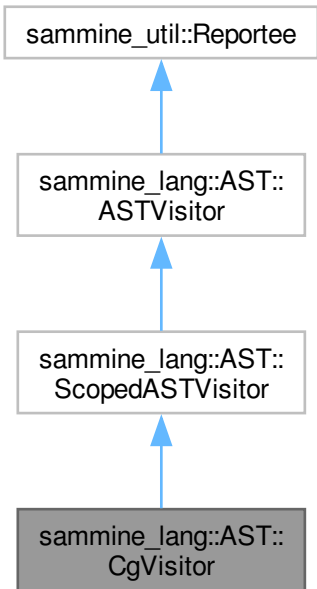 sammine_util::Reportee
sammine_lang::AST::
ASTVisitor
sammine_lang::AST::
ScopedASTVisitor
sammine_lang::AST::
CgVisitor